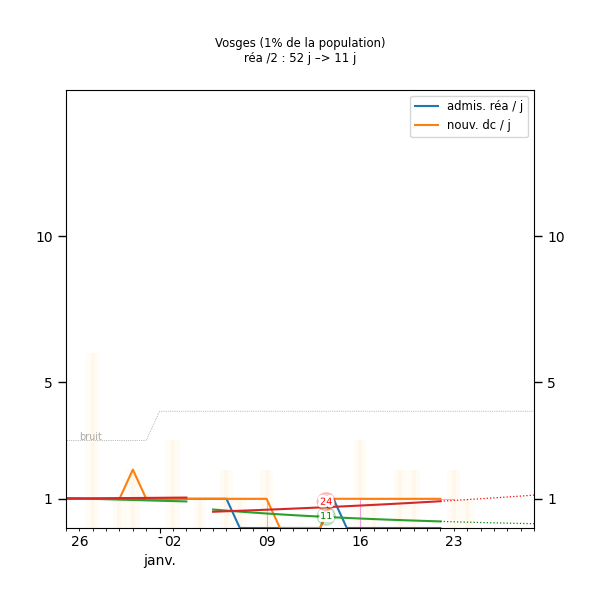 Vosges (1% de la population)
réa /2 : 52 j –> 11 j
admis. réa / j
nouv. dc / j
10
10
5
5
bruit
1
1
24
11
26
02
09
16
23
janv.